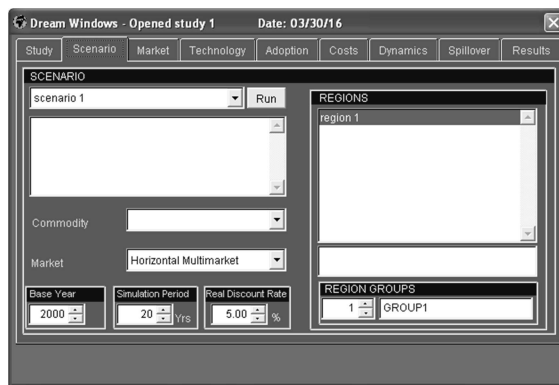 Dream Windows - Opened study 1 Date: 03/30/16
Study Scenario Market Technology Adoption Costs Dynamics Spillover Results
SCENARIO
scenario 1 Run
Commodity
Market Horizontal Multimarket
Base Year Simulation Period Real Discount Rate
2000 20 Yrs 5.00 %
REGIONS
region 1
REGION GROUPS
1 GROUP1